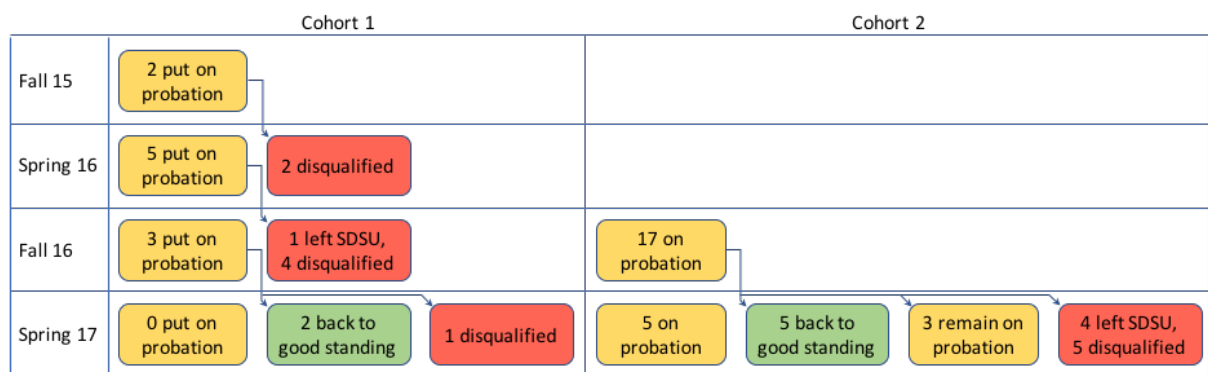 Cohort 1
Cohort 2
Fall 15
2 put on
probation
Spring 16
5 put on
probation
2 disqualified
Fall 16
3 put on
probation
1 left SDSU,
4 disqualified
17 on
probation
Spring 17
0 put on
probation
2 back to
good standing
1 disqualified
5 on
probation
5 back to
good standing
3 remain on
probation
4 left SDSU,
5 disqualified